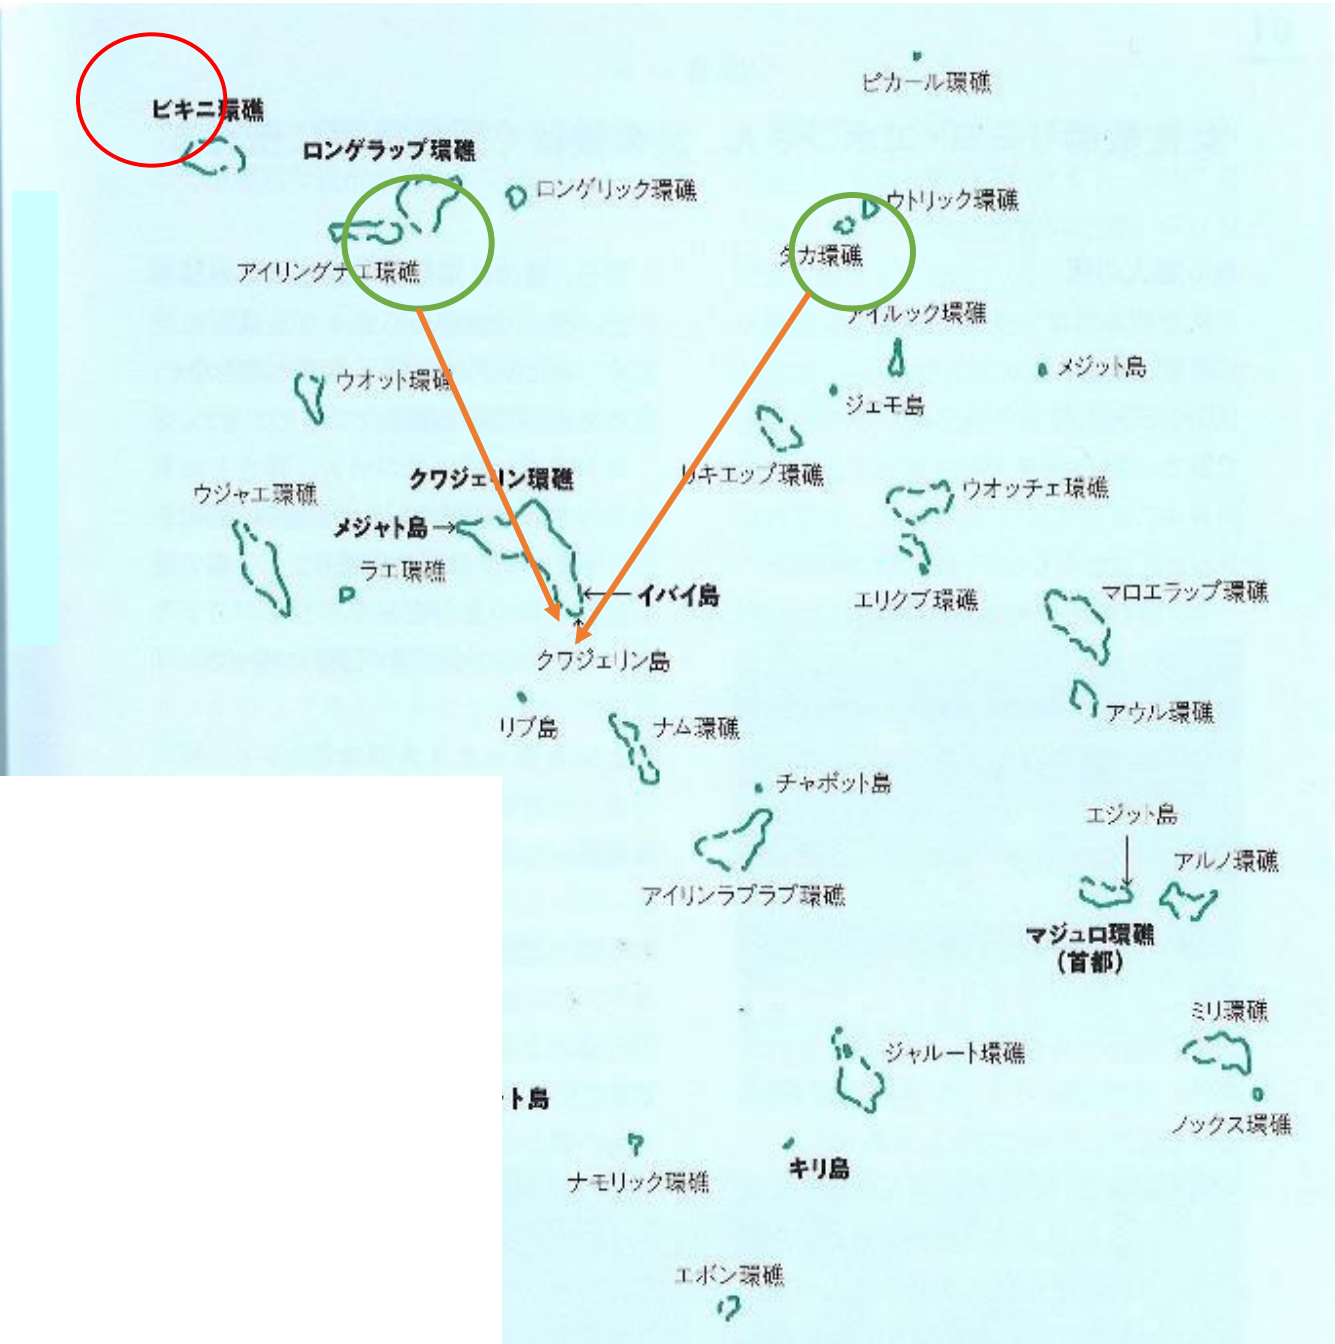 ピカール環礁
ビキニ環礁
ロンゲラップ環礁
ロンゲリック環礁
ウトリック環礁
タカ環礁
アイリングナエ環礁
アイルック環礁
メジット島
ウオット環礁
ジェモ島
リキエップ環礁
クワジェリン環礁
ウジャエ環礁
ウオッチェ環礁
メジャト島→
ラエ環礁
←イバイ島
エリクブ環礁
マロエラップ環礁
クワジェリン島
リブ島
ナム環礁
アウル環礁
チャボット島
エジット島
アルノ環礁
アイリンラプラプ環礁
マジュロ環礁
(首都)
ミリ環礁
ジャルート環礁
ト島
ノックス環礁
ナモリック環礁
キリ島
エボン環礁